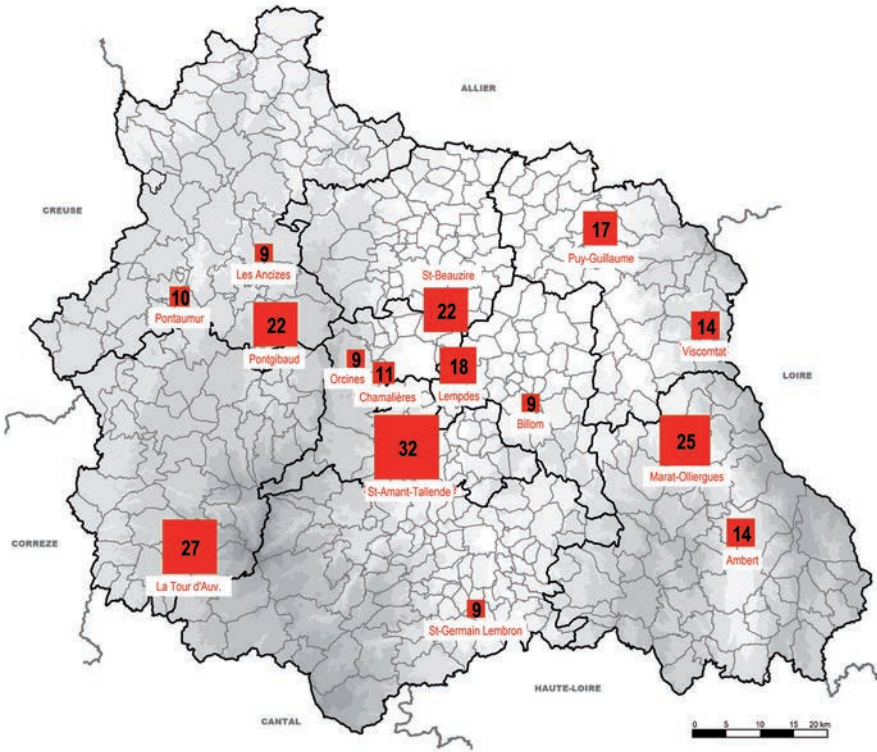 ALLIER
CREUSE
17
Puy-Guillaume
9
Les Ancizes
St-Beauzire
22
10
Pontaumur
22
Pontgibaud
14
Viscomtat
9
Orcines
11
Chamalières
18
Lempdes
LOIRE
9
Billom
32
St-Amant-Tallende
25
Marat-Olliergues
CORREZE
27
La Tour d'Auv.
14
Ambert
9
St-Germain Lembron
HAUTE-LOIRE
CANTAL
0 5 10 15 20 km